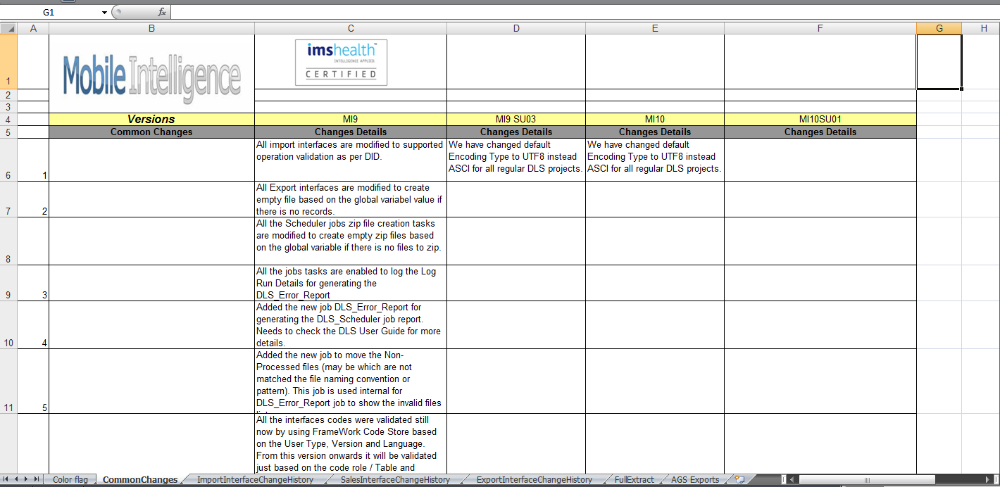 G1
fx
A B C D E F G H
1
Mobile Intelligence
imshealth™
INTELLIGENCE APPLIED.
CERTIFIED
2
3
4 Versions MI9 MI9 SU03 MI10 MI10SU01
5 Common Changes Changes Details Changes Details Changes Details Changes Details
6 1
All import interfaces are modified to supported
operation validation as per DID.
We have changed default
Encoding Type to UTF8 instead
ASCI for all regular DLS projects.
We have changed default
Encoding Type to UTF8 instead
ASCI for all regular DLS projects.
7 2
All Export interfaces are modified to create
empty file based on the global variabel value if
there is no records.
8
All the Scheduler jobs zip file creation tasks
are modified to create empty zip files based
on the global variable if there is no files to zip.
9 3
All the jobs tasks are enabled to log the Log
Run Details for generating the
DLS_Error_Report
10 4
Added the new job DLS_Error_Report for
generating the DLS_Scheduler job report.
Needs to check the DLS User Guide for more
details.
11 5
Added the new job to move the Non-
Processed files (may be which are not
matched the file naming convention or
pattern). This job is used internal for
DLS_Error_Report job to show the invalid files
All the interfaces codes were validated still
now by using FrameWork Code Store based
on the User Type, Version and Language.
From this version onwards it will be validated
just based on the code role / Table and
Color flag CommonChanges ImportInterfaceChangeHistory SalesInterfaceChangeHistory ExportInterfaceChangeHistory FullExtract AGS Exports